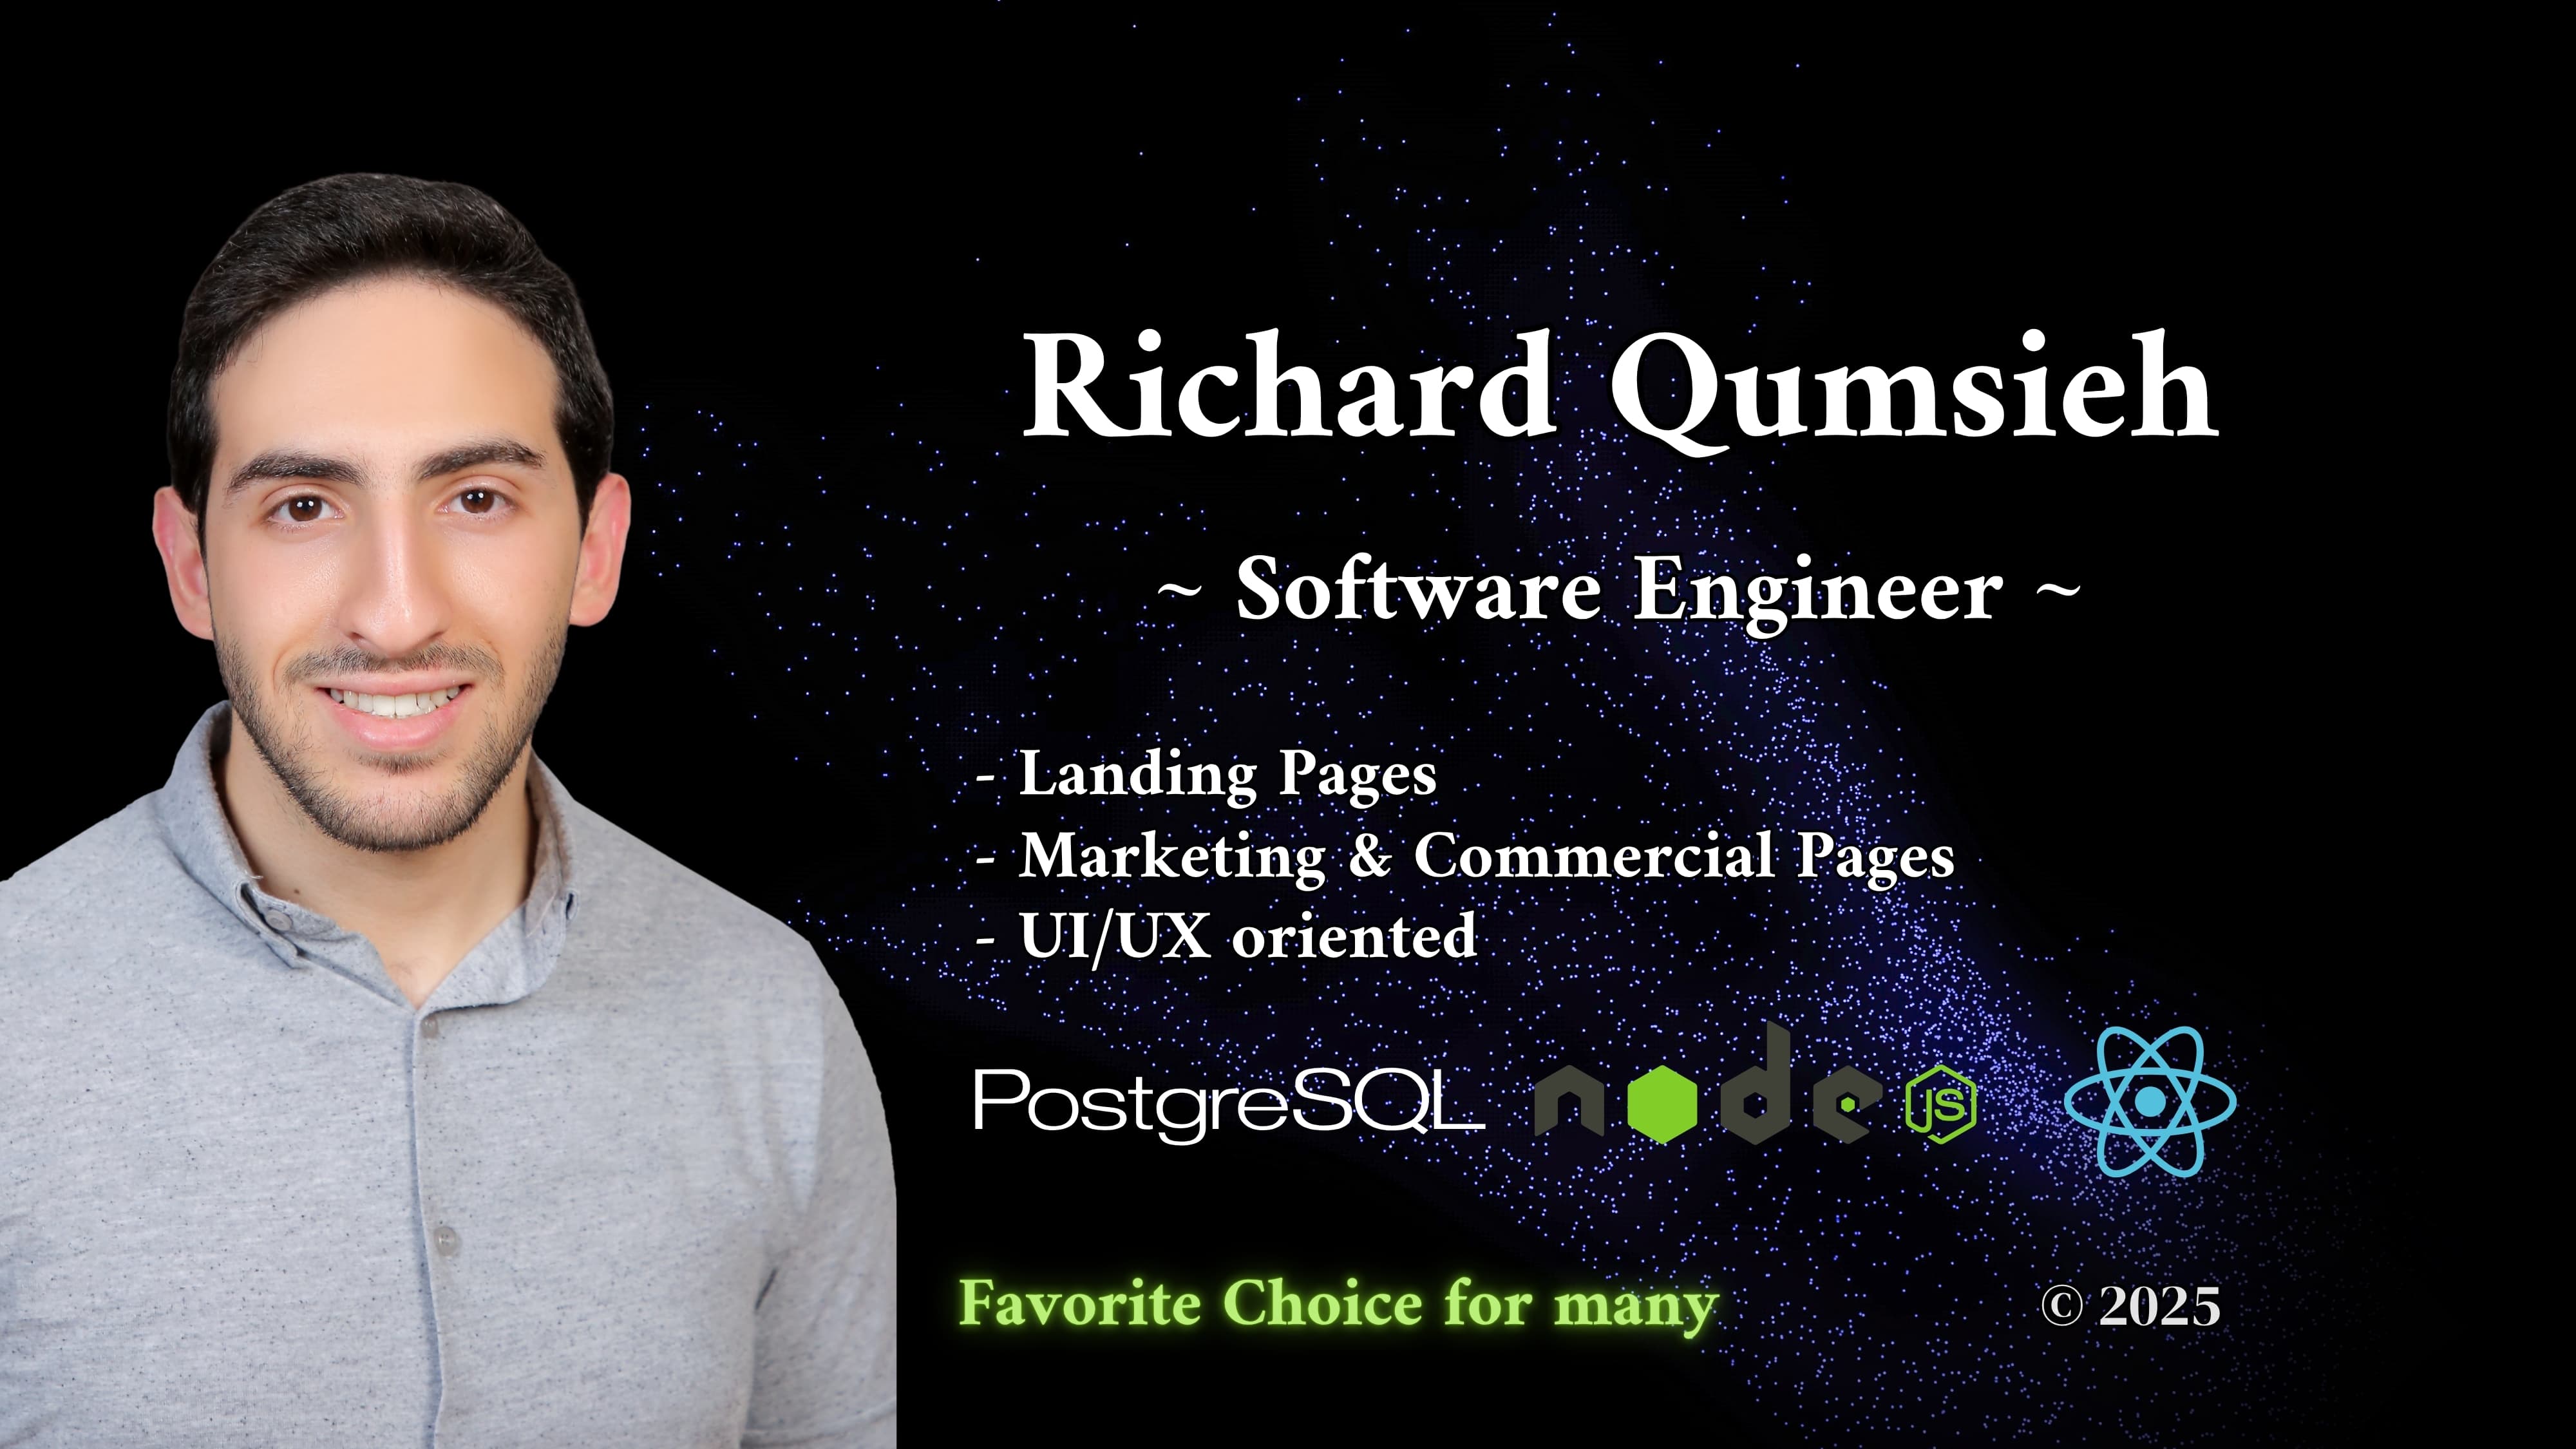 Richard Qumsieh
~ Software Engineer ~
- Landing Pages
- Marketing & Commercial Pages
- UI/UX oriented
PostgreSQL node JS
Favorite Choice for many
© 2025